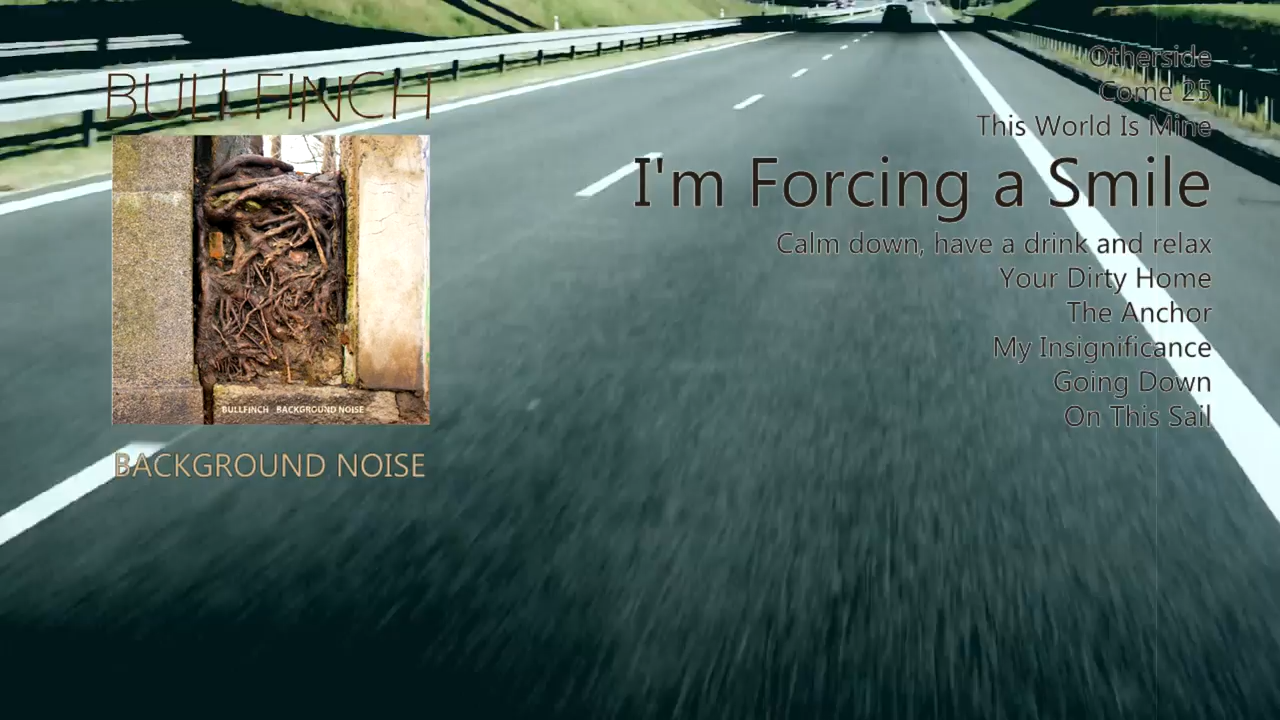 BULLFINCH
BULLFINCH BACKGROUND NOISE
BACKGROUND NOISE
Otherside
Come 25
This World Is Mine
I'm Forcing a Smile
Calm down, have a drink and relax
Your Dirty Home
The Anchor
My Insignificance
Going Down
On This Sail